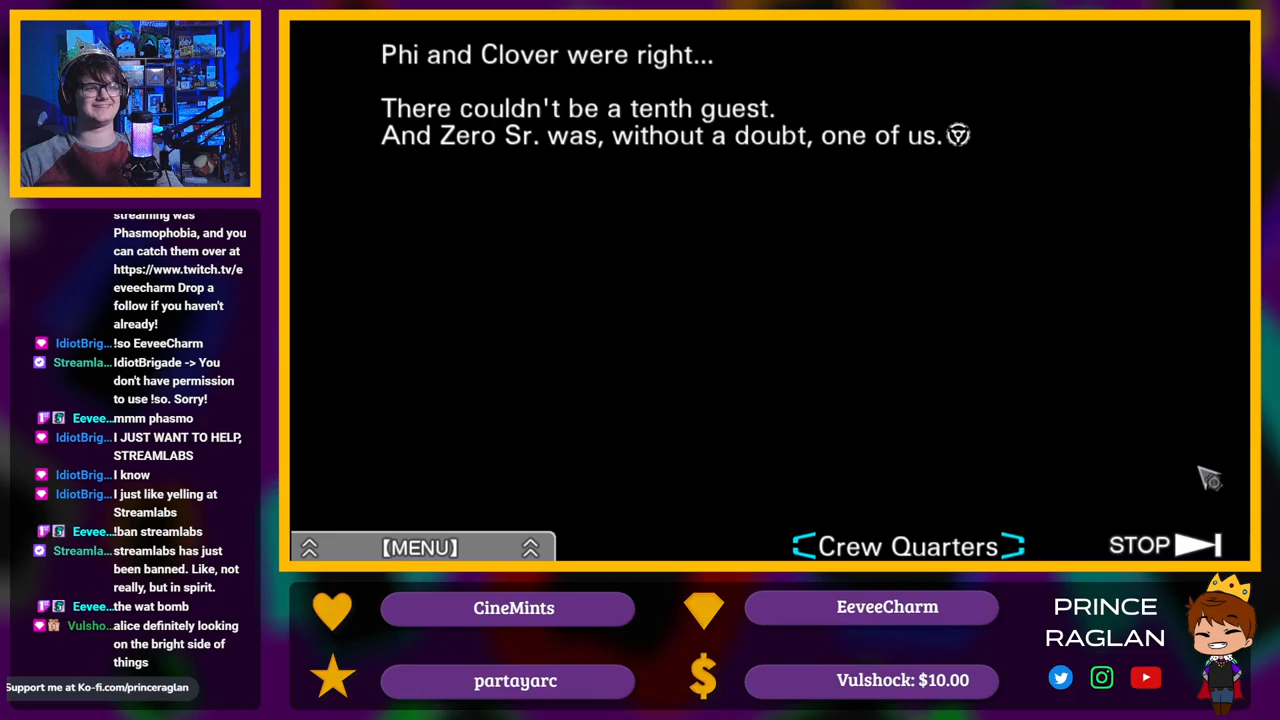 Phi and Clover were right...
There couldn't be a tenth guest.
And Zero Sr. was, without a doubt, one of us.
streaming was
Phasmophobia, and you
can catch them over at
https://www.twitch.tv/e
eveecharm Drop a
follow if you haven't
already!
IdiotBrig... !so EeveeCharm
Streamla... IdiotBrigade -> You
don't have permission
to use !so. Sorry!
Eevee... mmm phasmo
IdiotBrig... I JUST WANT TO HELP,
STREAMLABS
IdiotBrig... I know
IdiotBrig... I just like yelling at
Streamlabs
Eevee... !ban streamlabs
Streamla... streamlabs has just
been banned. Like, not
really, but in spirit.
Eevee... the wat bomb
Vulsho... alice definitely looking
on the bright side of
things
Support me at Ko-fi.com/princeraglan
【MENU】
Crew Quarters
STOP
CineMints
EeveeCharm
partayarc
Vulshock: $10.00
PRINCE
RAGLAN